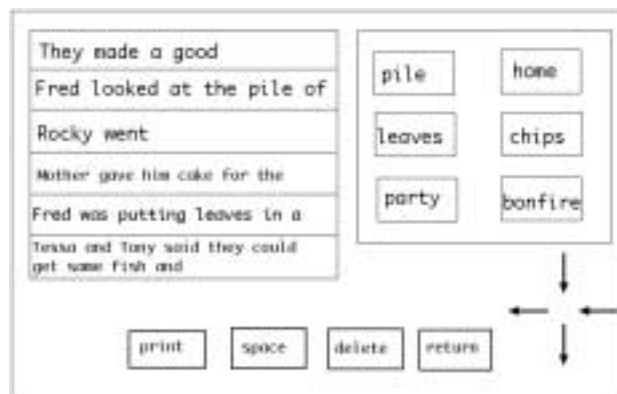 They made a good
Fred looked at the pile of
Rocky went
Mother gave him cake for the
Fred was putting leaves in a
Tessa and Tony said they could
get some fish and
pile home
leaves chips
party bonfire
print space delete return